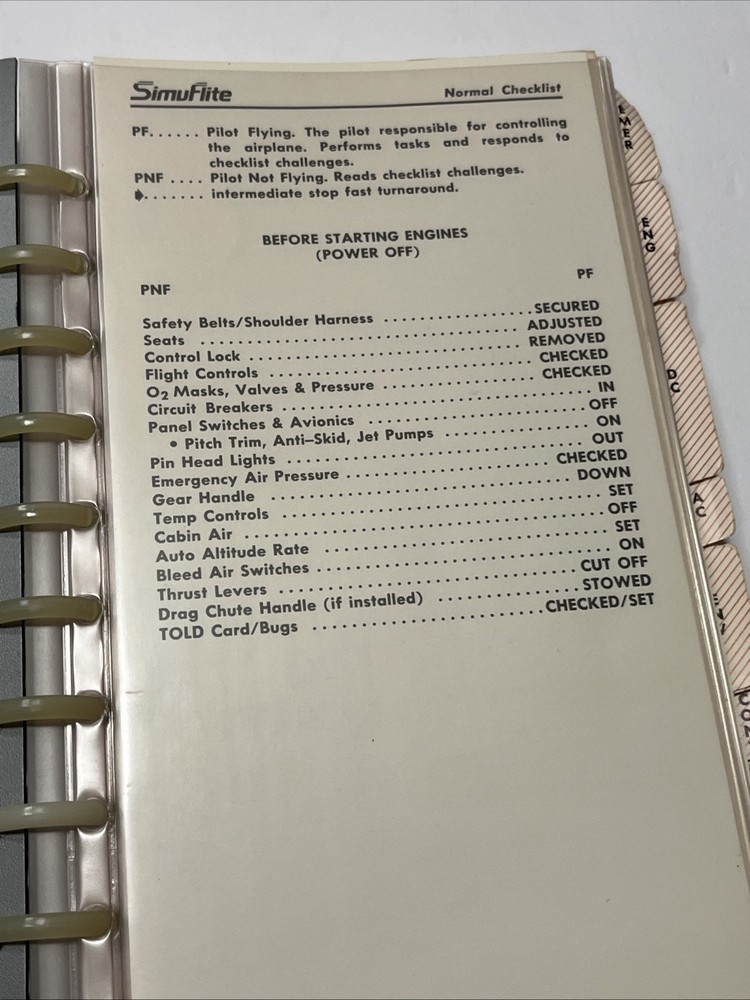 SimuFlite Normal Checklist
PF...... Pilot Flying. The pilot responsible for controlling
the airplane. Performs tasks and responds to
checklist challenges.
PNF .... Pilot Not Flying. Reads checklist challenges.
....... intermediate stop fast turnaround.
BEFORE STARTING ENGINES
(POWER OFF)
PNF PF
Safety Belts/Shoulder Harness .................. SECURED
Seats .................. ADJUSTED
Control Lock .................. REMOVED
Flight Controls .................. CHECKED
O2 Masks, Valves & Pressure .................. CHECKED
Circuit Breakers .................. IN
Panel Switches & Avionics .................. OFF
• Pitch Trim, Anti-Skid, Jet Pumps .................. ON
Pin Head Lights .................. OUT
Emergency Air Pressure .................. CHECKED
Gear Handle .................. DOWN
Temp Controls .................. SET
Cabin Air .................. OFF
Auto Altitude Rate .................. SET
Bleed Air Switches .................. ON
Thrust Levers .................. CUT OFF
Drag Chute Handle (if installed) .................. STOWED
TOLD Card/Bugs .................. CHECKED/SET
EMER
ENG
DC
AC